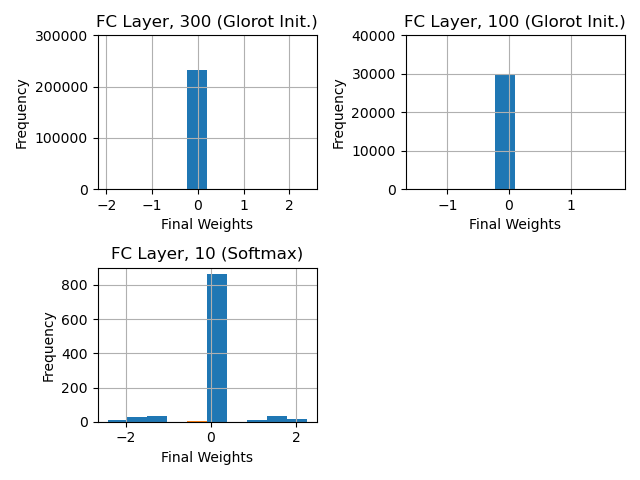 FC Layer, 300 (Glorot Init.)
300000
200000
100000
0
Frequency
−2 −1 0 1 2
Final Weights
FC Layer, 100 (Glorot Init.)
40000
30000
20000
10000
0
Frequency
−1 0 1
Final Weights
FC Layer, 10 (Softmax)
800
600
400
200
0
Frequency
−2 0 2
Final Weights